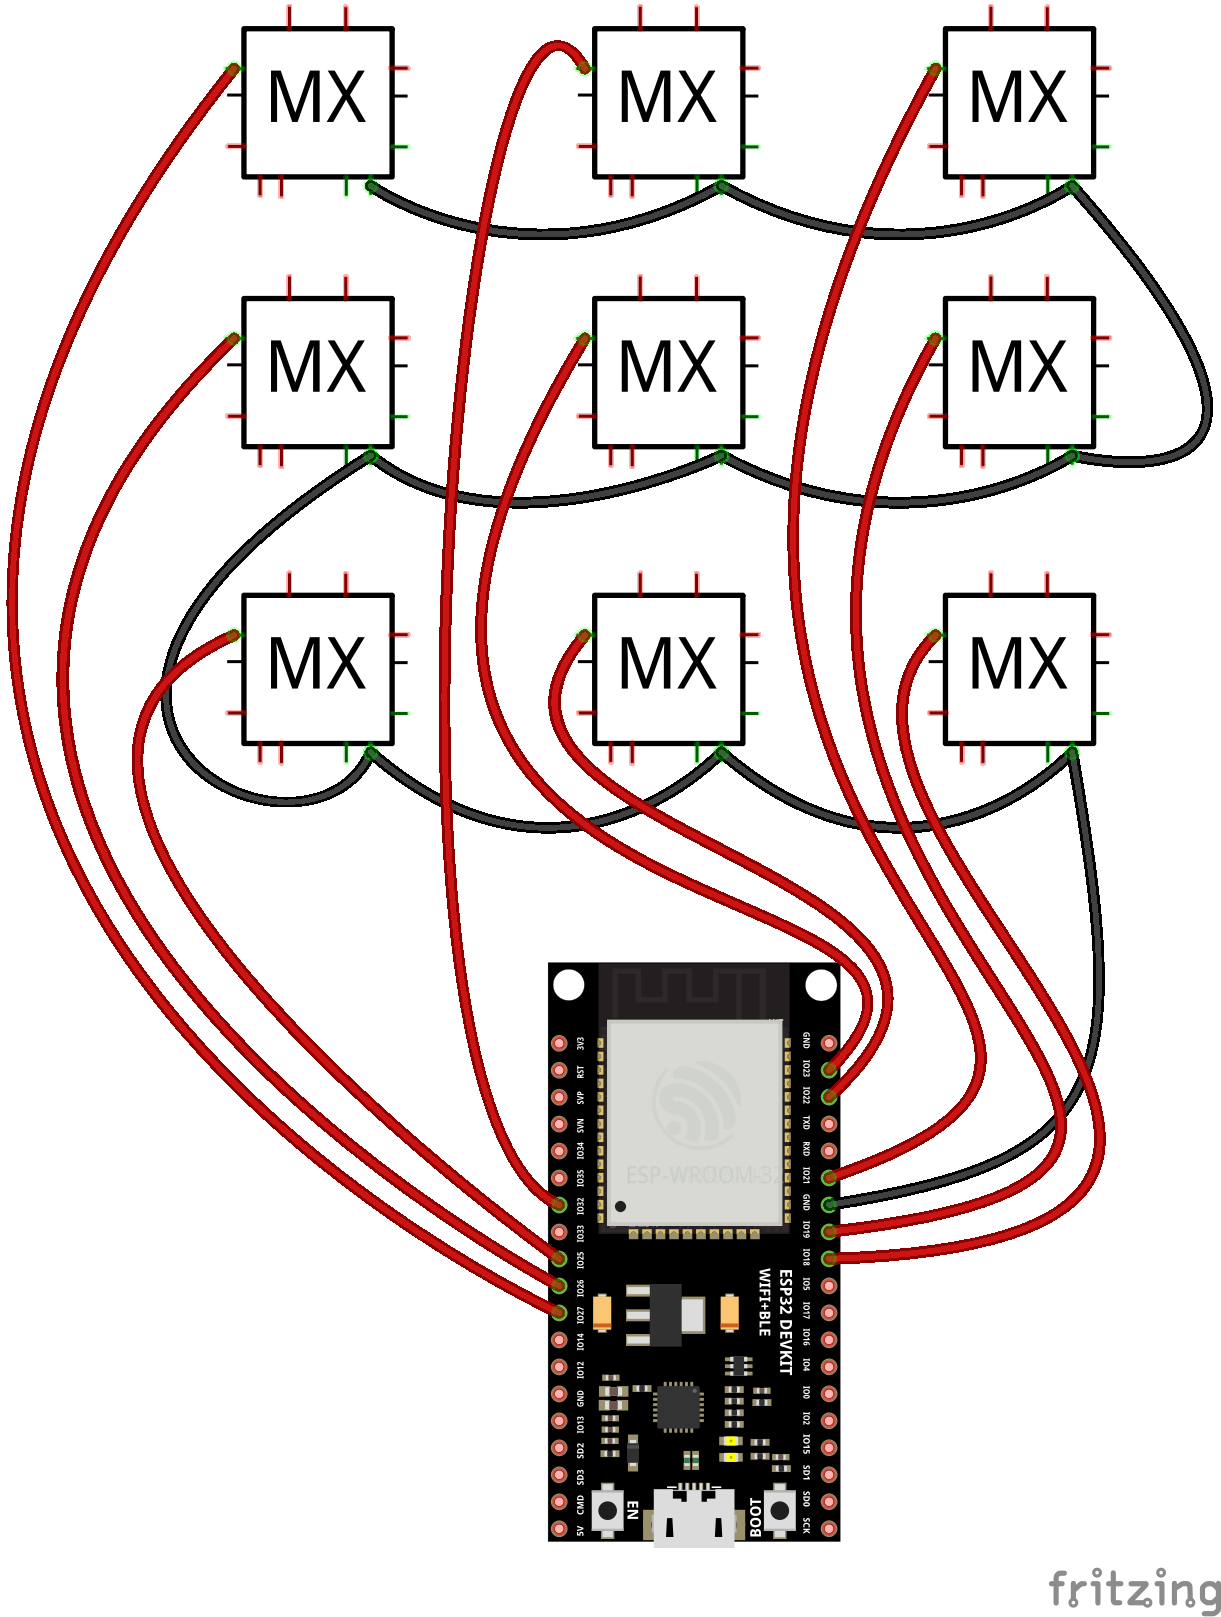 MX
MX
MX
MX
MX
MX
MX
MX
MX
3V3
RST
SVP
SVN
IO34
IO35
IO32
IO33
IO25
IO26
IO27
IO14
IO12
GND
IO13
SD2
SD3
CMD
5V
GND
IO23
IO22
TXD
RXD
IO21
GND
IO19
IO18
IO5
IO17
IO16
IO4
IO0
IO2
IO15
SD1
SD0
SCK
ESP-WROOM-32
ESP32 DEVKIT
WIFI+BLE
EN
BOOT
fritzing